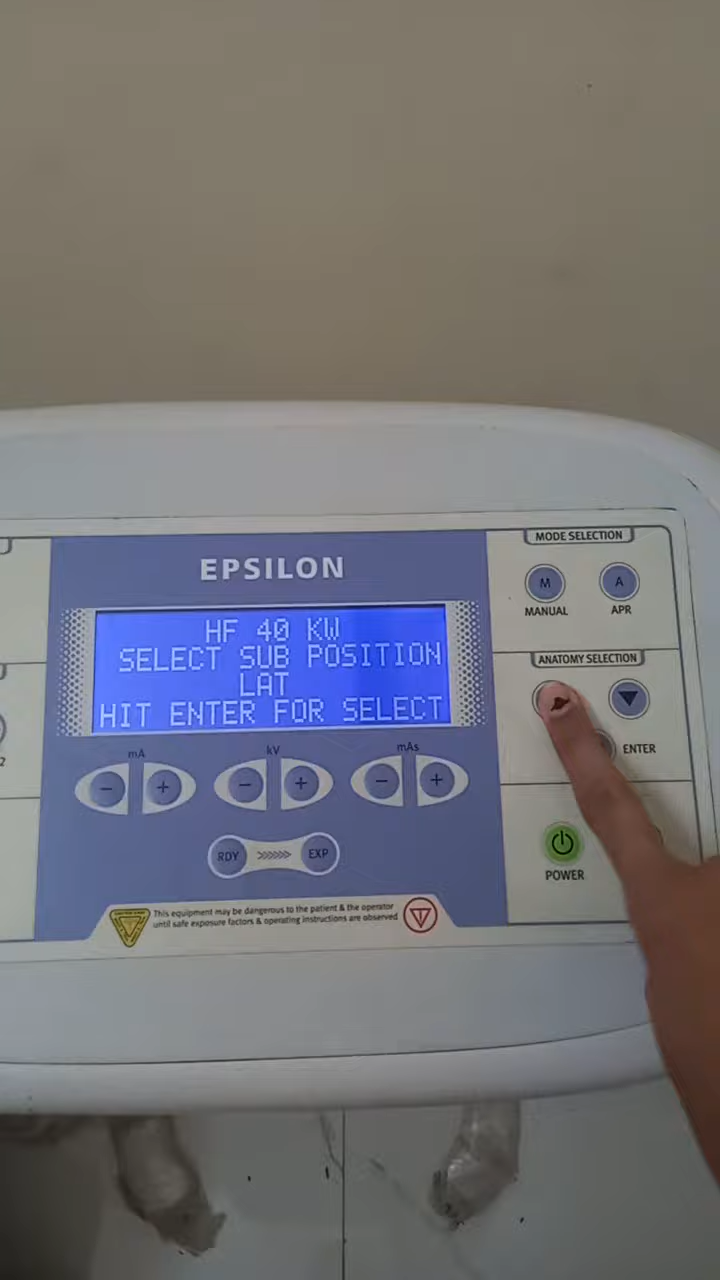 EPSILON
HF 40 KW
SELECT SUB POSITION
LAT
HIT ENTER FOR SELECT
mA
kV
mAs
− + − + − +
RDY >>>>>> EXP
This equipment may be dangerous to the patient & the operator
until safe exposure factors & operating instructions are observed
MODE SELECTION
M A
MANUAL APR
ANATOMY SELECTION
ENTER
POWER
2